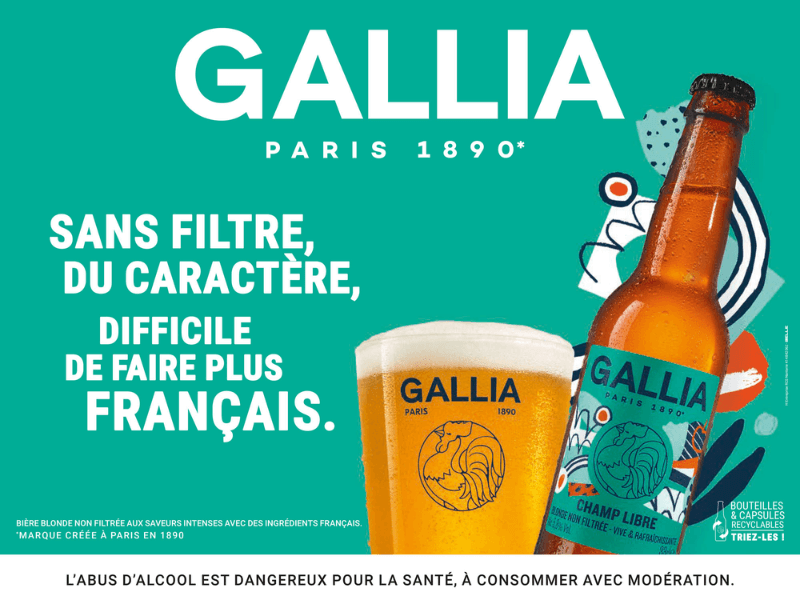 GALLIA
PARIS 1890*
SANS FILTRE,
DU CARACTÈRE,
DIFFICILE
DE FAIRE PLUS
FRANÇAIS.
GALLIA
PARIS 1890
GALLIA
PARIS 1890*
CHAMP LIBRE
BLONDE NON FILTRÉE - VIVE & RAFRAÎCHISSANTE
BIÈRE BLONDE NON FILTRÉE AUX SAVEURS INTENSES AVEC DES INGRÉDIENTS FRANÇAIS.
*MARQUE CRÉÉE À PARIS EN 1890
BOUTEILLES
& CAPSULES
RECYCLABLES
TRIEZ-LES !
L'ABUS D'ALCOOL EST DANGEREUX POUR LA SANTÉ, À CONSOMMER AVEC MODÉRATION.